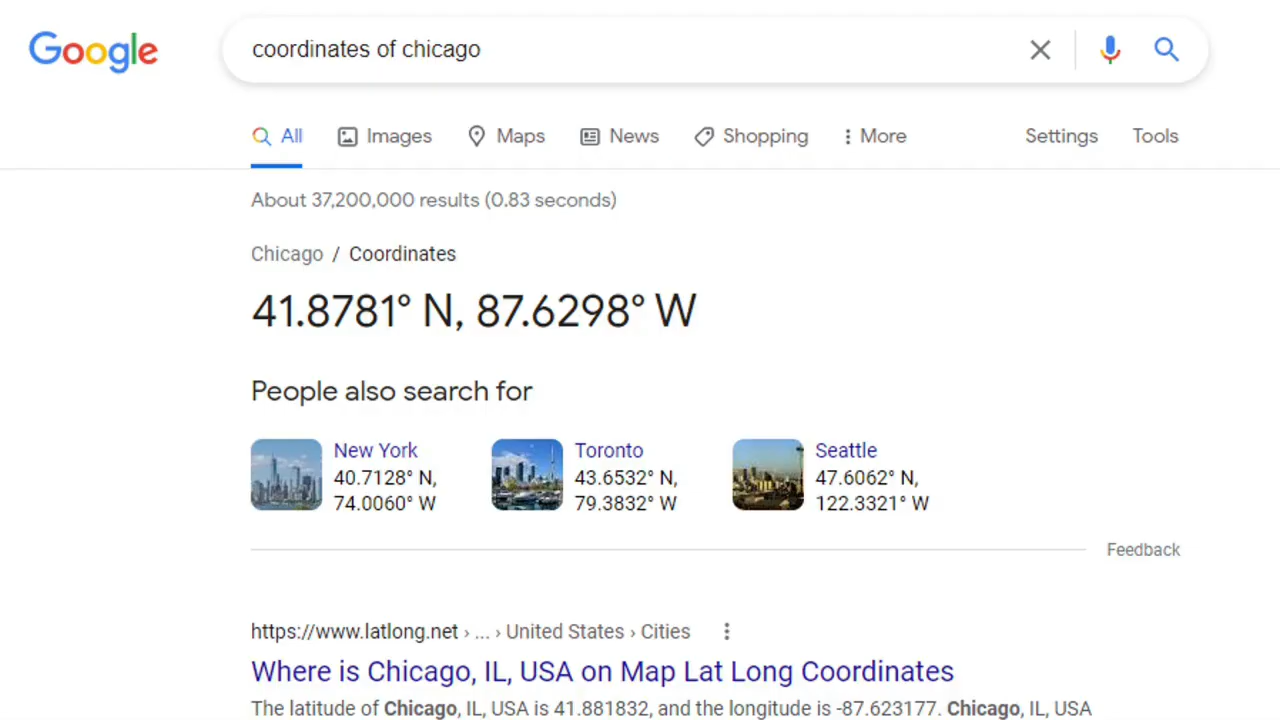 Google
coordinates of chicago
All Images Maps News Shopping More Settings Tools
About 37,200,000 results (0.83 seconds)
Chicago / Coordinates
41.8781° N, 87.6298° W
People also search for
New York
40.7128° N,
74.0060° W
Toronto
43.6532° N,
79.3832° W
Seattle
47.6062° N,
122.3321° W
Feedback
https://www.latlong.net › ... › United States › Cities
Where is Chicago, IL, USA on Map Lat Long Coordinates
The latitude of Chicago, IL, USA is 41.881832, and the longitude is -87.623177. Chicago, IL, USA